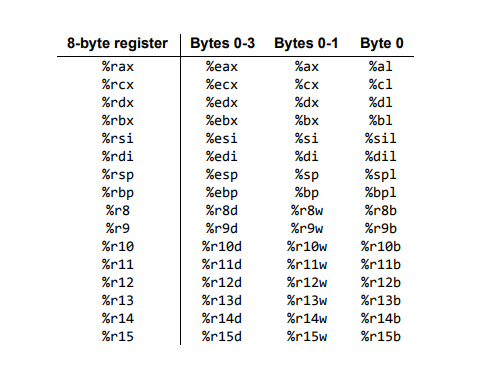 8-byte register Bytes 0-3 Bytes 0-1 Byte 0
%rax %eax %ax %al
%rcx %ecx %cx %cl
%rdx %edx %dx %dl
%rbx %ebx %bx %bl
%rsi %esi %si %sil
%rdi %edi %di %dil
%rsp %esp %sp %spl
%rbp %ebp %bp %bpl
%r8 %r8d %r8w %r8b
%r9 %r9d %r9w %r9b
%r10 %r10d %r10w %r10b
%r11 %r11d %r11w %r11b
%r12 %r12d %r12w %r12b
%r13 %r13d %r13w %r13b
%r14 %r14d %r14w %r14b
%r15 %r15d %r15w %r15b